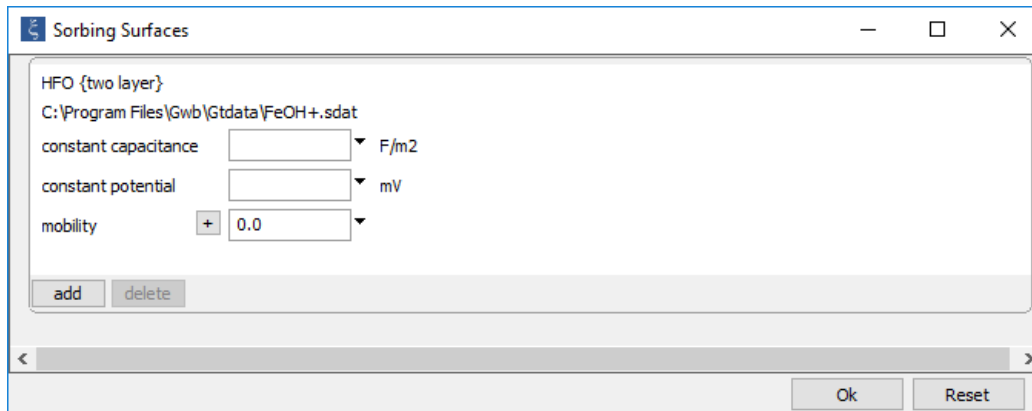 Sorbing Surfaces
HFO {two layer}
C:\Program Files\Gwb\Gtdata\FeOH+.sdat
constant capacitance F/m2
constant potential mV
mobility + 0.0
add delete
Ok Reset